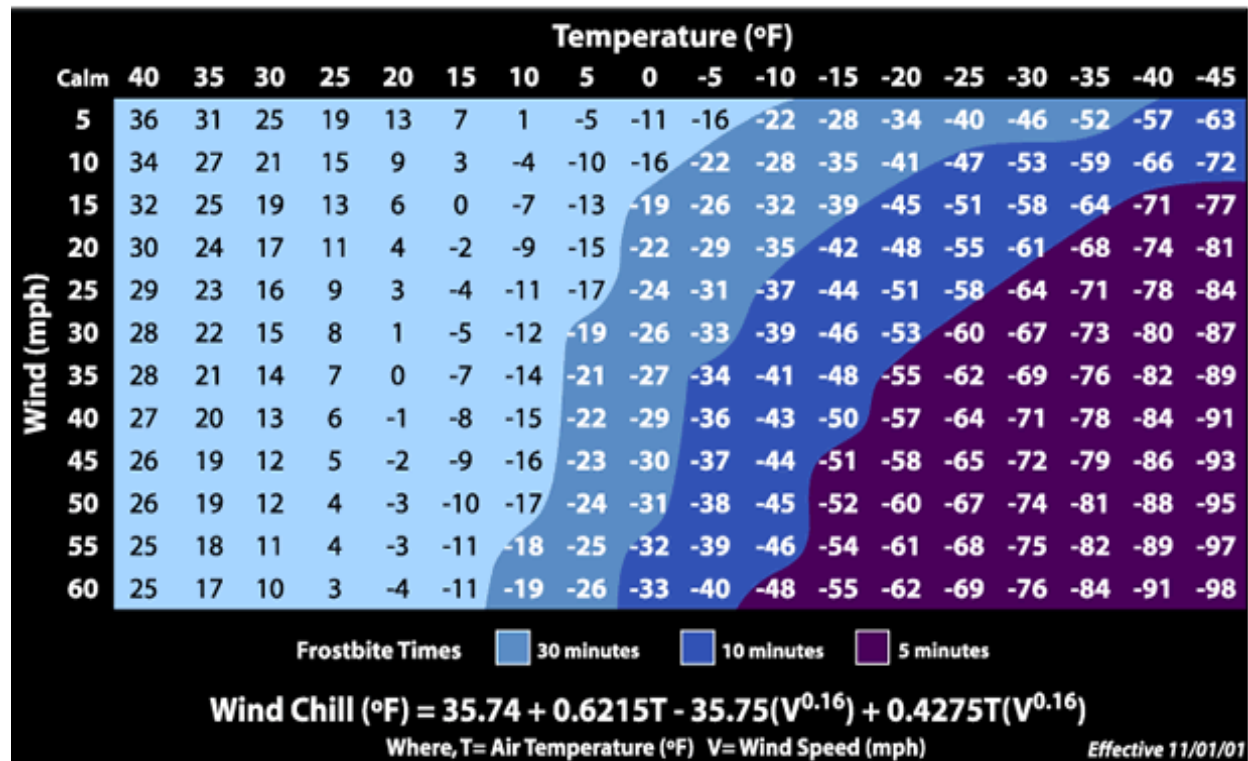 Temperature (ºF)
Calm 40 35 30 25 20 15 10 5 0 -5 -10 -15 -20 -25 -30 -35 -40 -45
5 36 31 25 19 13 7 1 -5 -11 -16 -22 -28 -34 -40 -46 -52 -57 -63
10 34 27 21 15 9 3 -4 -10 -16 -22 -28 -35 -41 -47 -53 -59 -66 -72
15 32 25 19 13 6 0 -7 -13 -19 -26 -32 -39 -45 -51 -58 -64 -71 -77
20 30 24 17 11 4 -2 -9 -15 -22 -29 -35 -42 -48 -55 -61 -68 -74 -81
Wind (mph)
25 29 23 16 9 3 -4 -11 -17 -24 -31 -37 -44 -51 -58 -64 -71 -78 -84
30 28 22 15 8 1 -5 -12 -19 -26 -33 -39 -46 -53 -60 -67 -73 -80 -87
35 28 21 14 7 0 -7 -14 -21 -27 -34 -41 -48 -55 -62 -69 -76 -82 -89
40 27 20 13 6 -1 -8 -15 -22 -29 -36 -43 -50 -57 -64 -71 -78 -84 -91
45 26 19 12 5 -2 -9 -16 -23 -30 -37 -44 -51 -58 -65 -72 -79 -86 -93
50 26 19 12 4 -3 -10 -17 -24 -31 -38 -45 -52 -60 -67 -74 -81 -88 -95
55 25 18 11 4 -3 -11 -18 -25 -32 -39 -46 -54 -61 -68 -75 -82 -89 -97
60 25 17 10 3 -4 -11 -19 -26 -33 -40 -48 -55 -62 -69 -76 -84 -91 -98
Frostbite Times 30 minutes 10 minutes 5 minutes
Wind Chill (ºF) = 35.74 + 0.6215T - 35.75(V^0.16) + 0.4275T(V^0.16)
Where, T= Air Temperature (ºF) V= Wind Speed (mph) Effective 11/01/01